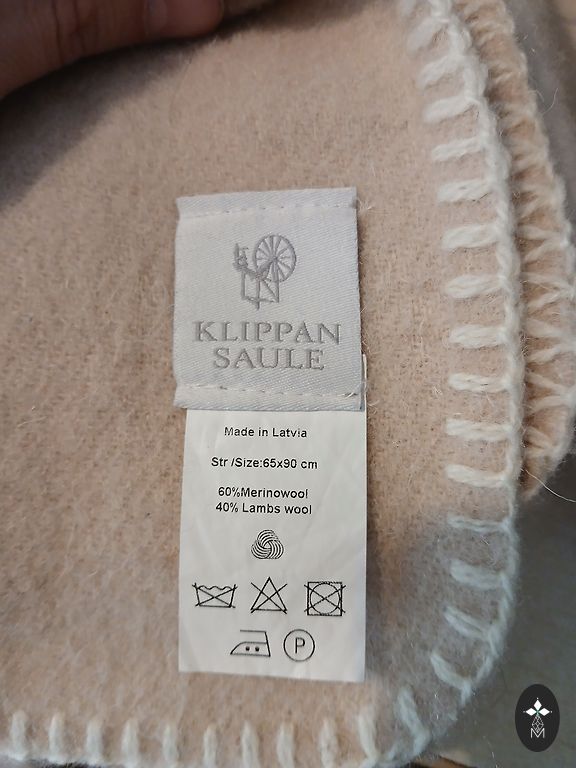 KLIPPAN
SAULE
Made in Latvia
Str /Size:65x90 cm
60%Merinowool
40% Lambs wool
P
M